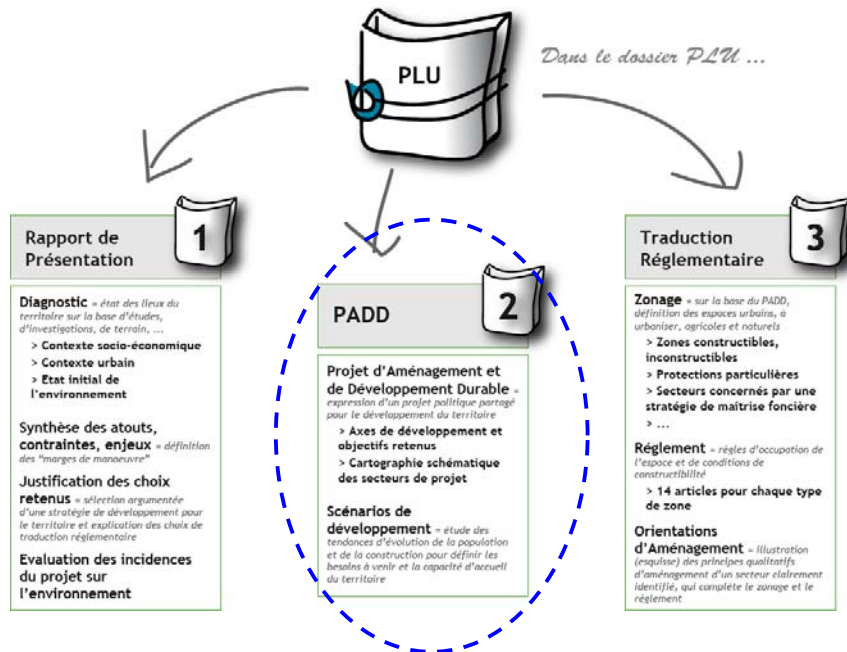 PLU
Dans le dossier PLU ...
Rapport de
Présentation
1
Diagnostic = état des lieux du
territoire sur la base d'études,
d'investigations, de terrain, ...
> Contexte socio-économique
> Contexte urbain
> Etat initial de
l'environnement
Synthèse des atouts,
contraintes, enjeux = définition
des "marges de manoeuvre"
Justification des choix
retenus = sélection argumentée
d'une stratégie de développement pour
le territoire et explication des choix de
traduction réglementaire
Evaluation des incidences
du projet sur
l'environnement
PADD
2
Projet d'Aménagement et
de Développement Durable =
expression d'un projet politique partagé
pour le développement du territoire
> Axes de développement et
objectifs retenus
> Cartographie schématique
des secteurs de projet
Scénarios de
développement = étude des
tendances d'évolution de la population
et de la construction pour définir les
besoins à venir et la capacité d'accueil
du territoire
Traduction
Réglementaire
3
Zonage = sur la base du PADD,
définition des espaces urbains, à
urbaniser, agricoles et naturels
> Zones constructibles,
inconstructibles
> Protections particulières
> Secteurs concernés par une
stratégie de maîtrise foncière
> ...
Réglement = règles d'occupation de
l'espace et de conditions de
constructibilité
> 14 articles pour chaque type
de zone
Orientations
d'Aménagement = illustration
(esquisse) des principes qualitatifs
d'aménagement d'un secteur clairement
identifié, qui complète le zonage et le
réglement